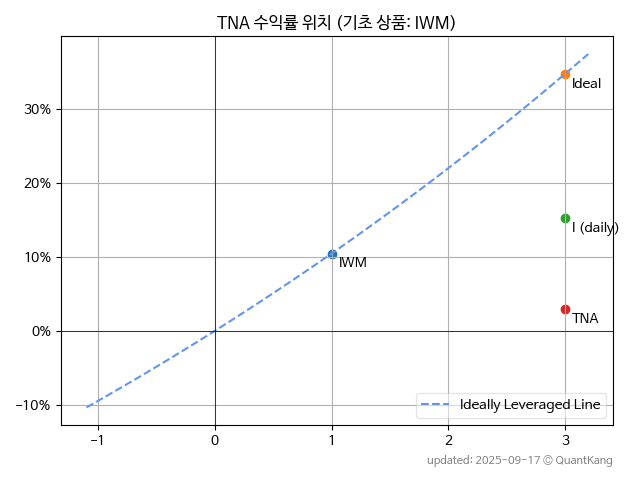 TNA 수익률 위치 (기초 상품: IWM)
30%
20%
10%
0%
−10%
Ideal
I (daily)
IWM
TNA
Ideally Leveraged Line
−1 0 1 2 3
updated: 2025-09-17 © QuantKang